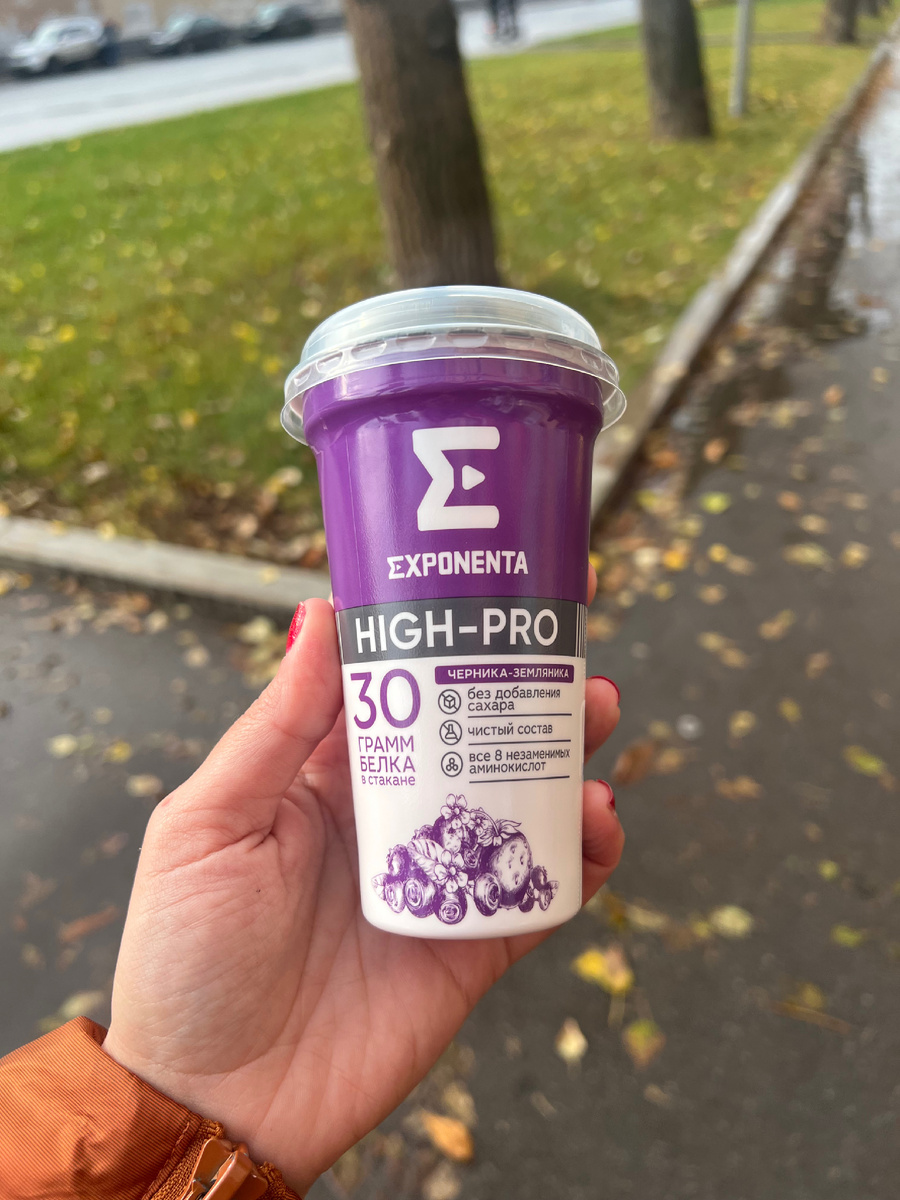 EXPONENTA
HIGH-PRO
30
ГРАММ
БЕЛКА
в стакане
ЧЕРНИКА-ЗЕМЛЯНИКА
без добавления
сахара
чистый состав
все 8 незаменимых
аминокислот